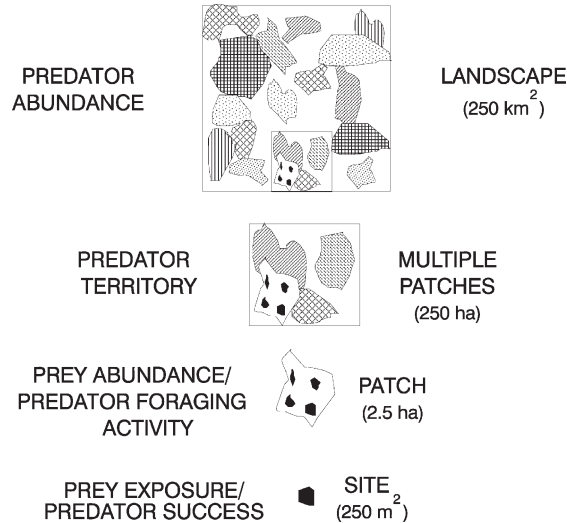 PREDATOR
ABUNDANCE
LANDSCAPE
(250 km²)
PREDATOR
TERRITORY
MULTIPLE
PATCHES
(250 ha)
PREY ABUNDANCE/
PREDATOR FORAGING
ACTIVITY
PATCH
(2.5 ha)
PREY EXPOSURE/
PREDATOR SUCCESS
SITE
(250 m²)